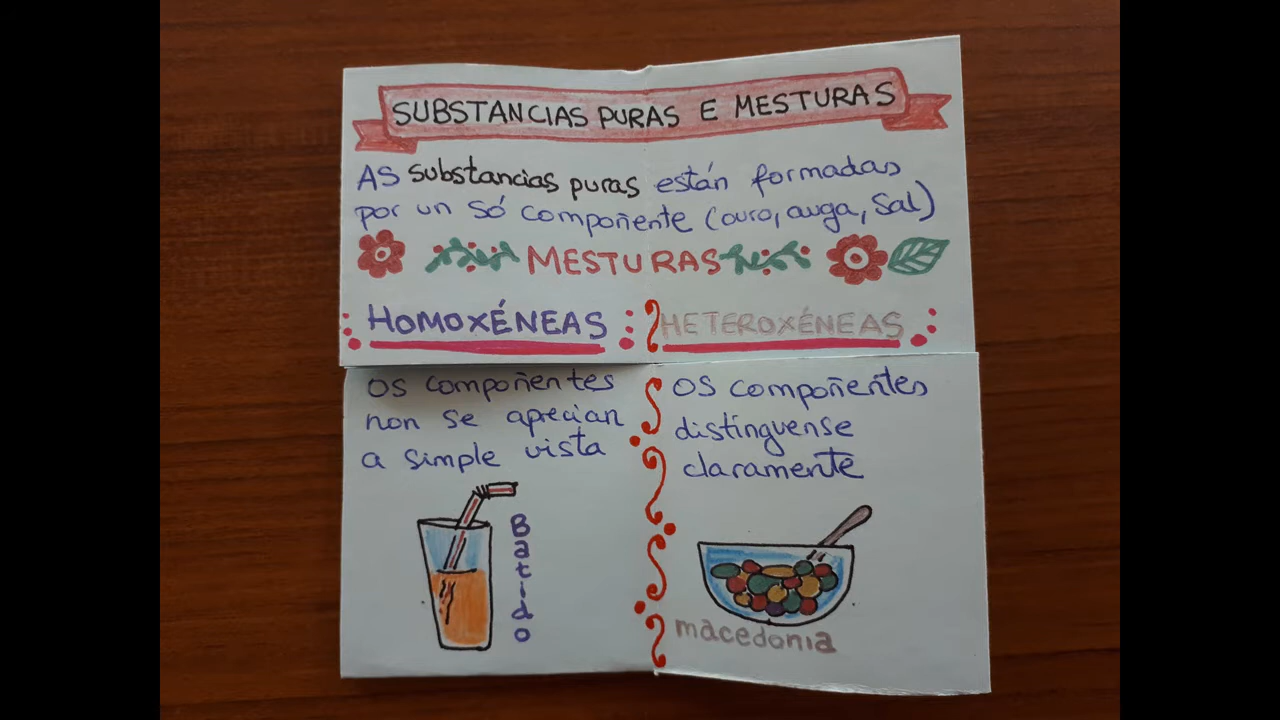 SUBSTANCIAS PURAS E MESTURAS
AS substancias puras están formadas
por un só compoñente (ouro, auga, sal)
MESTURAS
HOMOXÉNEAS
HETEROXÉNEAS
OS compoñentes
non se aprecian
a simple vista
Batido
OS compoñentes
distínguense
claramente
macedonia